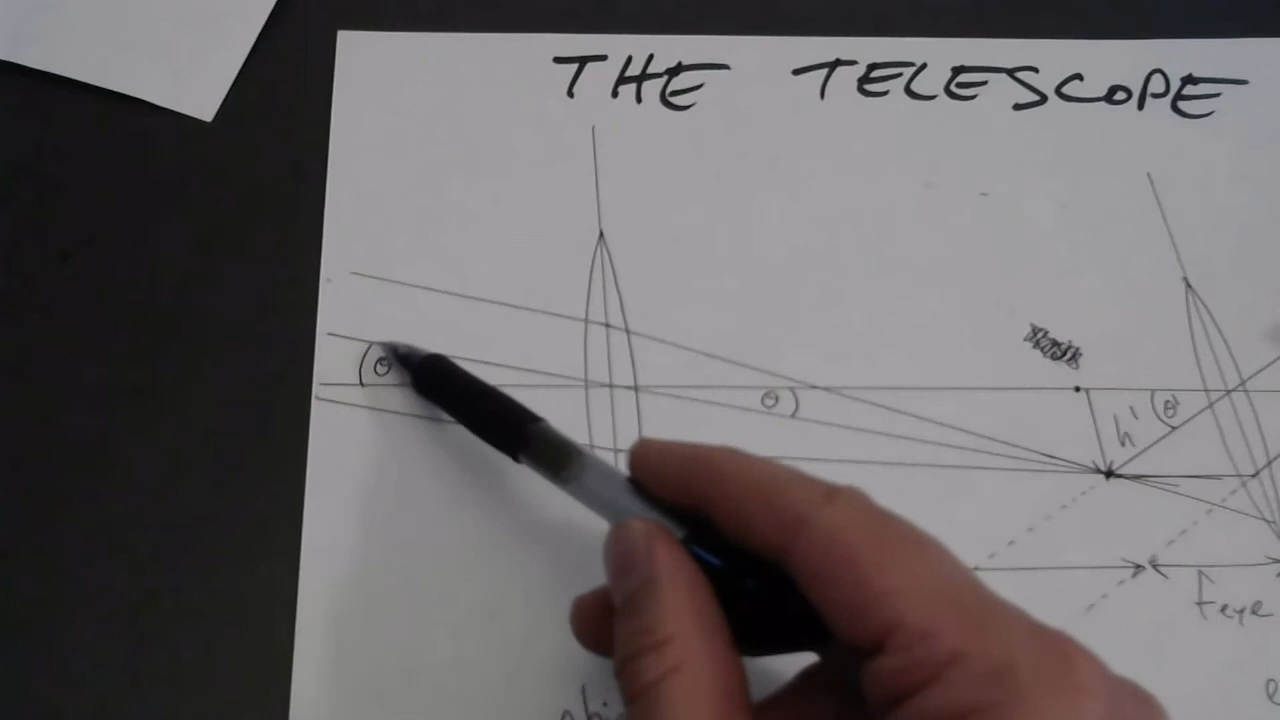 THE TELESCOPE
θ
θ
h'
θ'
feye